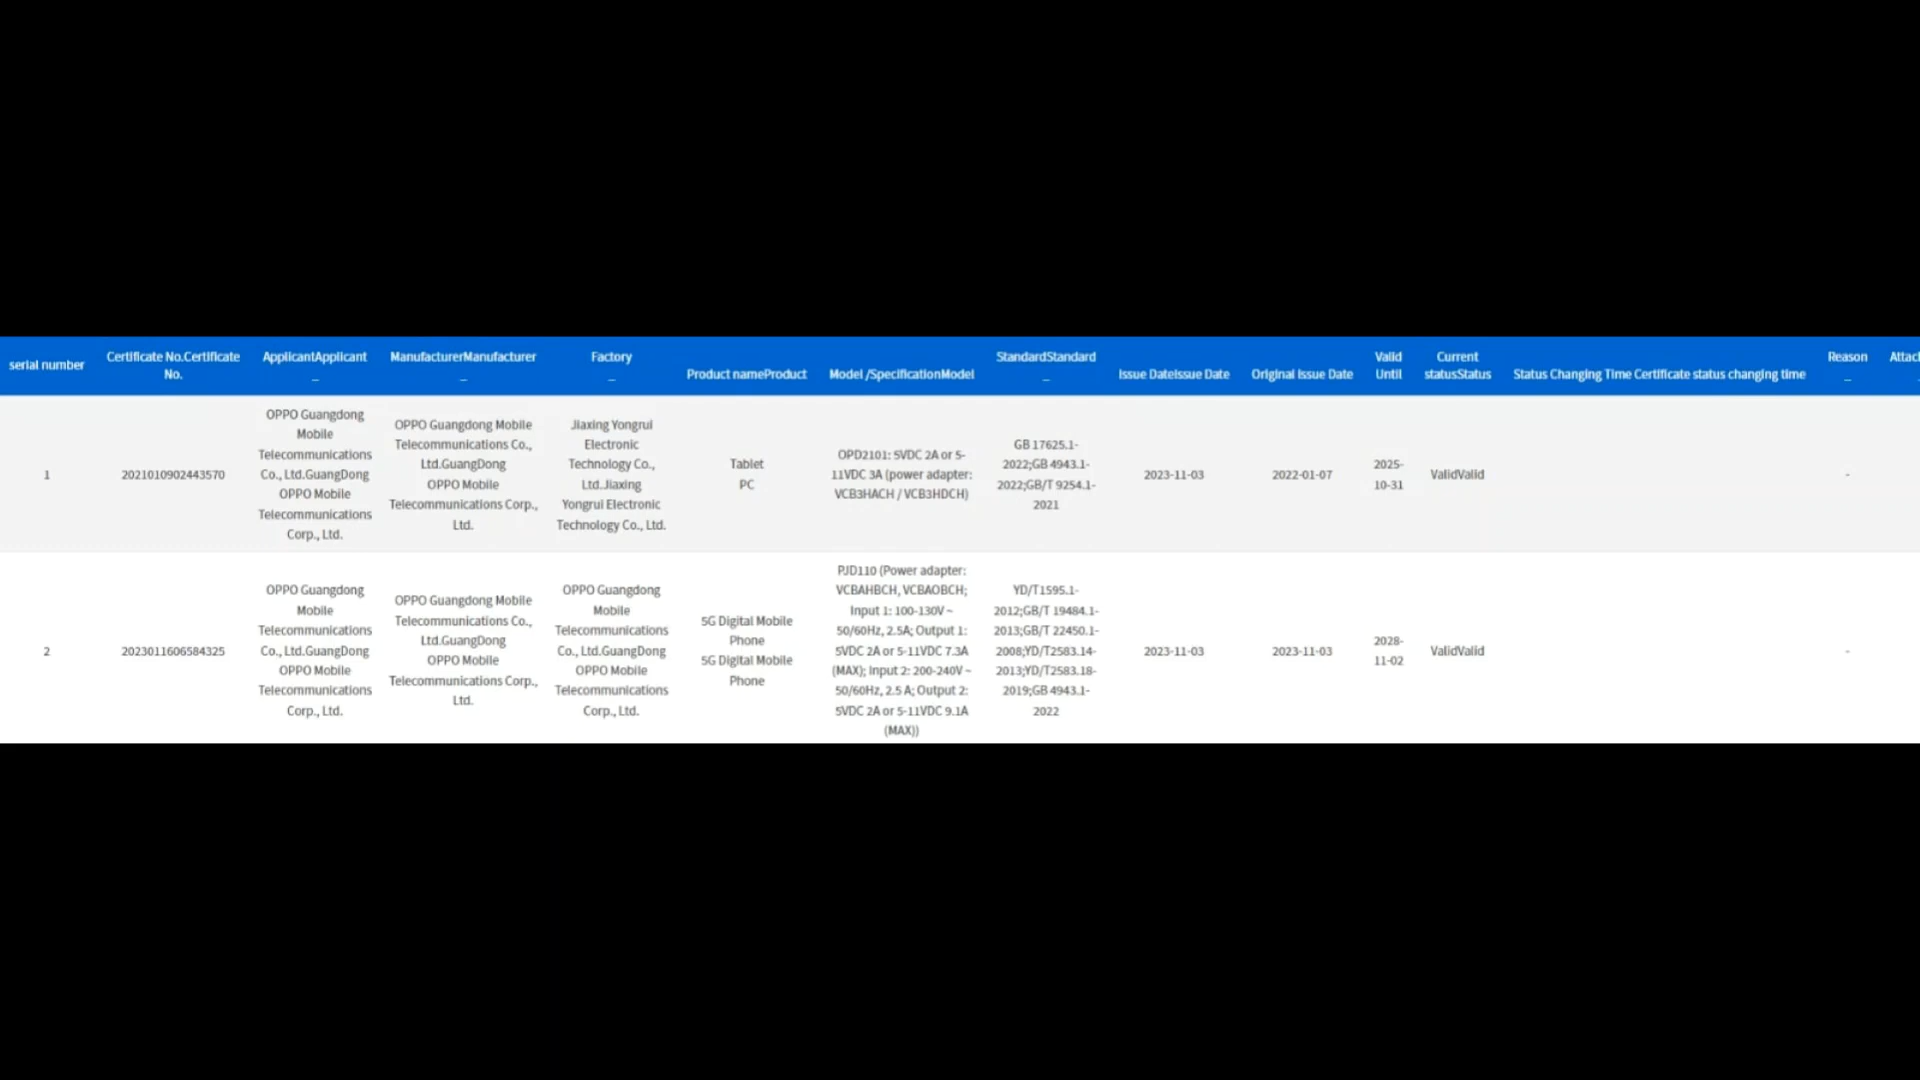 serial number
Certificate No.Certificate
No.
ApplicantApplicant
_
ManufacturerManufacturer
_
Factory
_
Product nameProduct
Model /SpecificationModel
StandardStandard
_
Issue DateIssue Date
Original Issue Date
Valid
Until
Current
statusStatus
Status Changing Time Certificate status changing time
Reason
_
1
2021010902443570
OPPO Guangdong
Mobile
Telecommunications
Co., Ltd.GuangDong
OPPO Mobile
Telecommunications
Corp., Ltd.
OPPO Guangdong Mobile
Telecommunications Co.,
Ltd.GuangDong
OPPO Mobile
Telecommunications Corp.,
Ltd.
Jiaxing Yongrui
Electronic
Technology Co.,
Ltd.Jiaxing
Yongrui Electronic
Technology Co., Ltd.
Tablet
PC
OPD2101: 5VDC 2A or 5-
11VDC 3A (power adapter:
VCB3HACH / VCB3HDCH)
GB 17625.1-
2022;GB 4943.1-
2022;GB/T 9254.1-
2021
2023-11-03
2022-01-07
2025-
10-31
ValidValid
-
2
2023011606584325
OPPO Guangdong
Mobile
Telecommunications
Co., Ltd.GuangDong
OPPO Mobile
Telecommunications
Corp., Ltd.
OPPO Guangdong Mobile
Telecommunications Co.,
Ltd.GuangDong
OPPO Mobile
Telecommunications Corp.,
Ltd.
OPPO Guangdong
Mobile
Telecommunications
Co., Ltd.GuangDong
OPPO Mobile
Telecommunications
Corp., Ltd.
5G Digital Mobile
Phone
5G Digital Mobile
Phone
PJD110 (Power adapter:
VCBAHBCH, VCBAOBCH;
Input 1: 100-130V ~
50/60Hz, 2.5A; Output 1:
5VDC 2A or 5-11VDC 7.3A
(MAX); Input 2: 200-240V ~
50/60Hz, 2.5 A; Output 2:
5VDC 2A or 5-11VDC 9.1A
(MAX))
YD/T1595.1-
2012;GB/T 19484.1-
2013;GB/T 22450.1-
2008;YD/T2583.14-
2013;YD/T2583.18-
2019;GB 4943.1-
2022
2023-11-03
2023-11-03
2028-
11-02
ValidValid
-